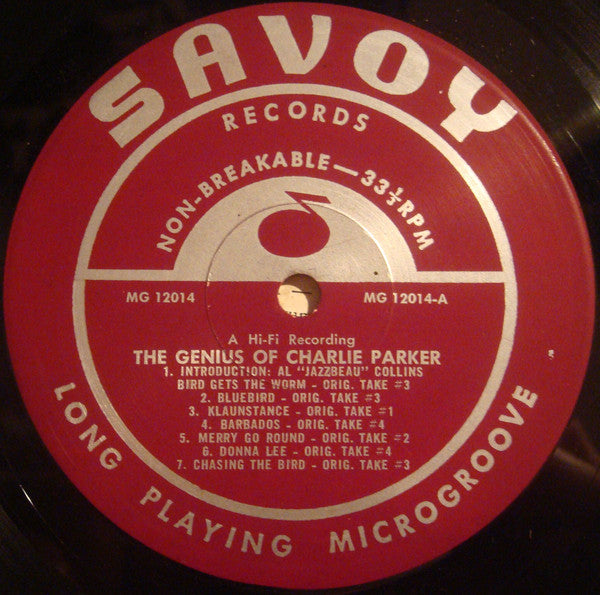 SAVOY
RECORDS
NON-BREAKABLE—33⅓RPM
MG 12014
MG 12014-A
A Hi-Fi Recording
THE GENIUS OF CHARLIE PARKER
1. INTRODUCTION: AL "JAZZBEAU" COLLINS
BIRD GETS THE WORM - ORIG. TAKE #3
2. BLUEBIRD - ORIG. TAKE #3
3. KLAUNSTANCE - ORIG. TAKE #1
4. BARBADOS - ORIG. TAKE #4
5. MERRY GO ROUND - ORIG. TAKE #2
6. DONNA LEE - ORIG. TAKE #4
7. CHASING THE BIRD - ORIG. TAKE #3
LONG PLAYING MICROGROOVE